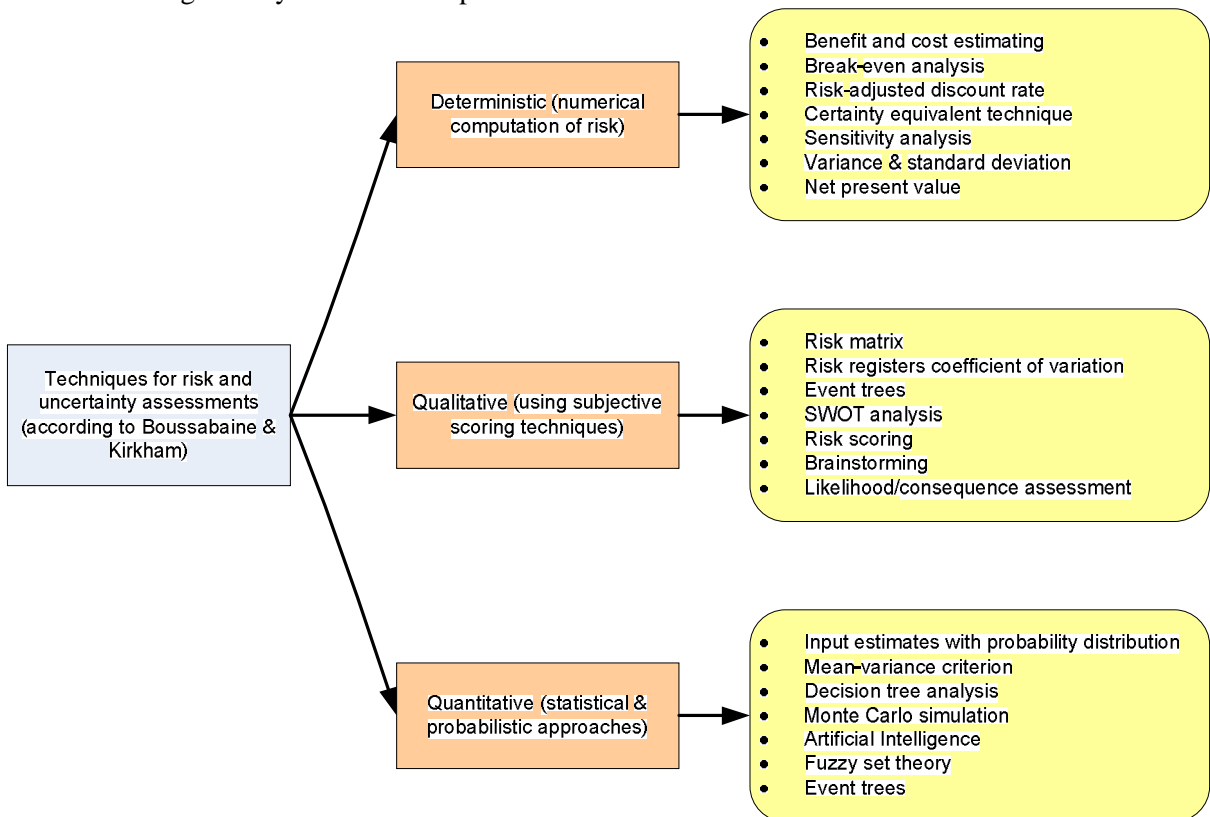 Benefit and cost estimating
Break-even analysis
Risk-adjusted discount rate
Certainty equivalent technique
Sensitivity analysis
Variance & standard deviation
Net present value
Deterministic (numerical
computation of risk)
Techniques for risk and
uncertainty assessments
(according to Boussabaine &
Kirkham)
Qualitative (using subjective
scoring techniques)
Risk matrix
Risk registers coefficient of variation
Event trees
SWOT analysis
Risk scoring
Brainstorming
Likelihood/consequence assessment
Quantitative (statistical &
probabilistic approaches)
Input estimates with probability distribution
Mean-variance criterion
Decision tree analysis
Monte Carlo simulation
Artificial Intelligence
Fuzzy set theory
Event trees